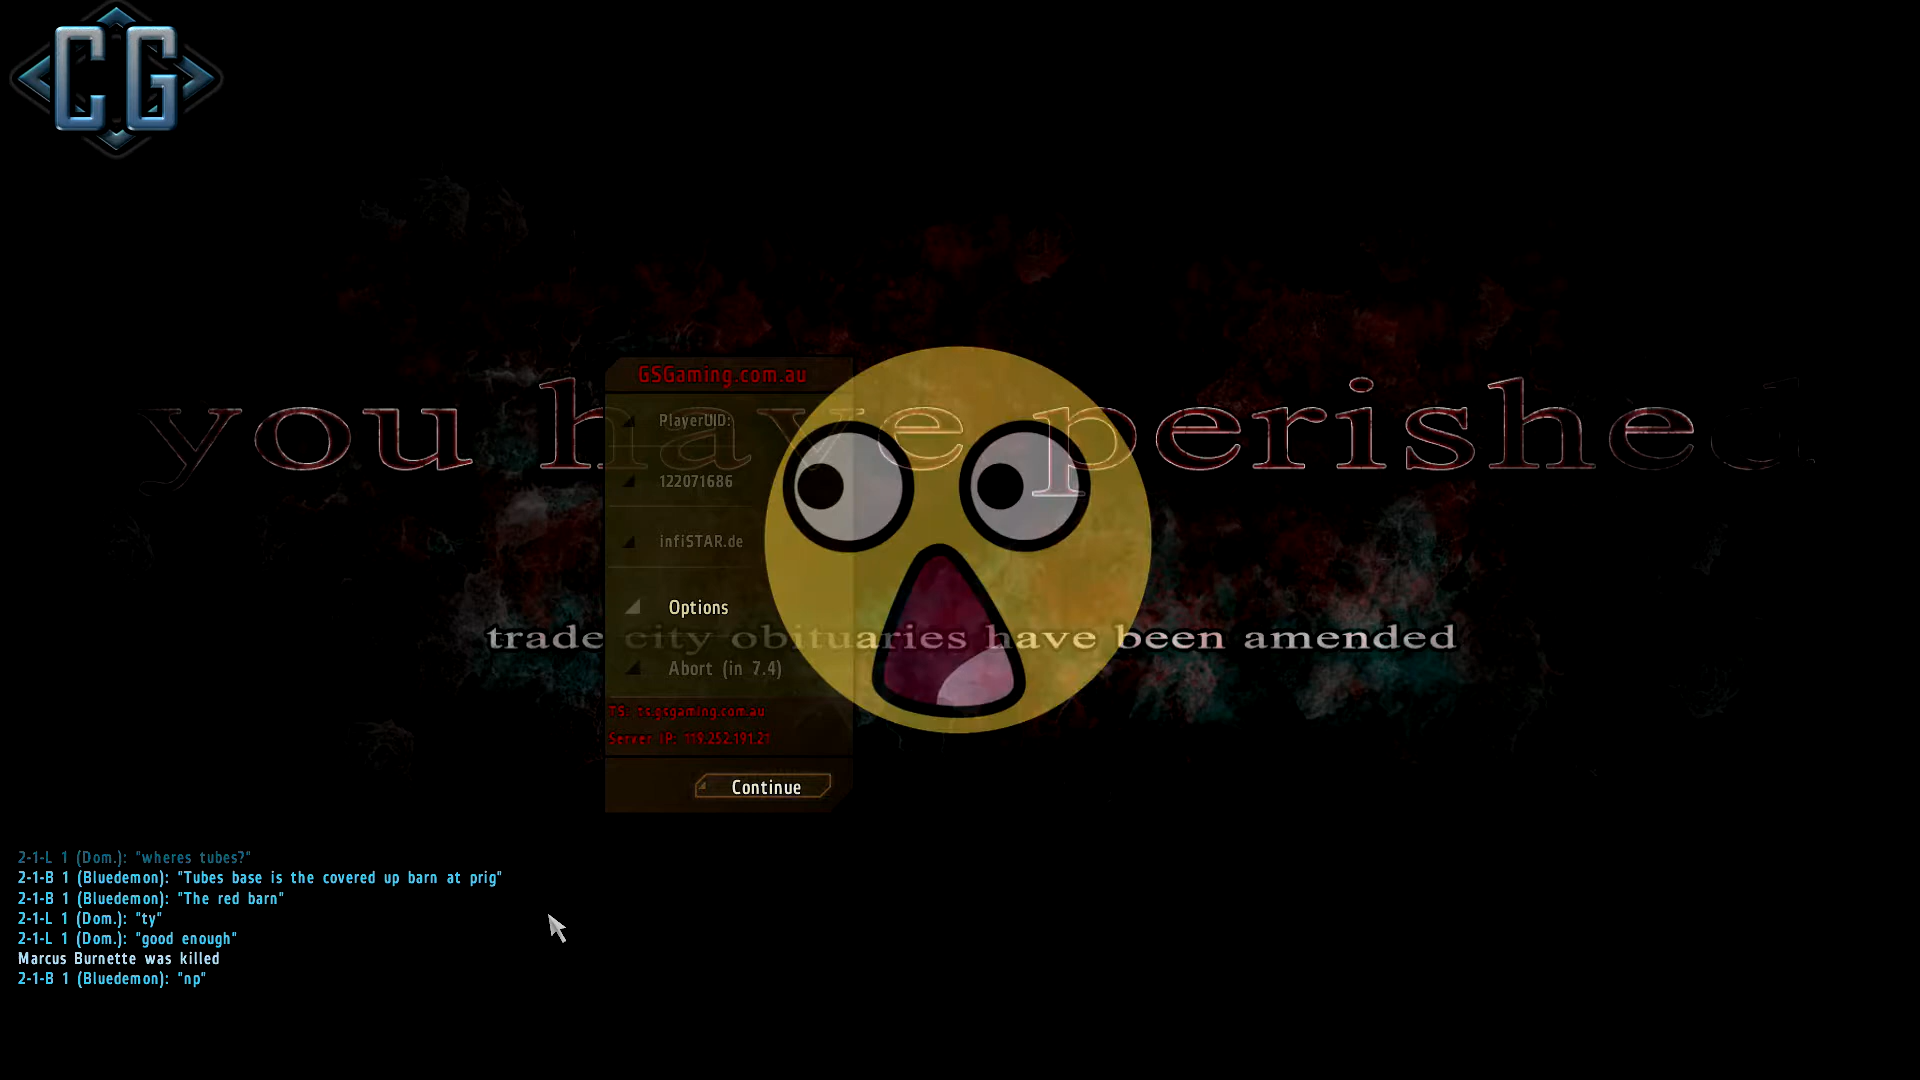 CG
GSGaming.com.au
you have perished
PlayerUID:
122071686
infiSTAR.de
Options
trade city obituaries have been amended
Abort (in 7.4)
TS: ts.gsgaming.com.au
Server IP: 119.252.191.21
Continue
2-1-L 1 (Dom.): "wheres tubes?"
2-1-B 1 (Bluedemon): "Tubes base is the covered up barn at prig"
2-1-B 1 (Bluedemon): "The red barn"
2-1-L 1 (Dom.): "ty"
2-1-L 1 (Dom.): "good enough"
Marcus Burnette was killed
2-1-B 1 (Bluedemon): "np"